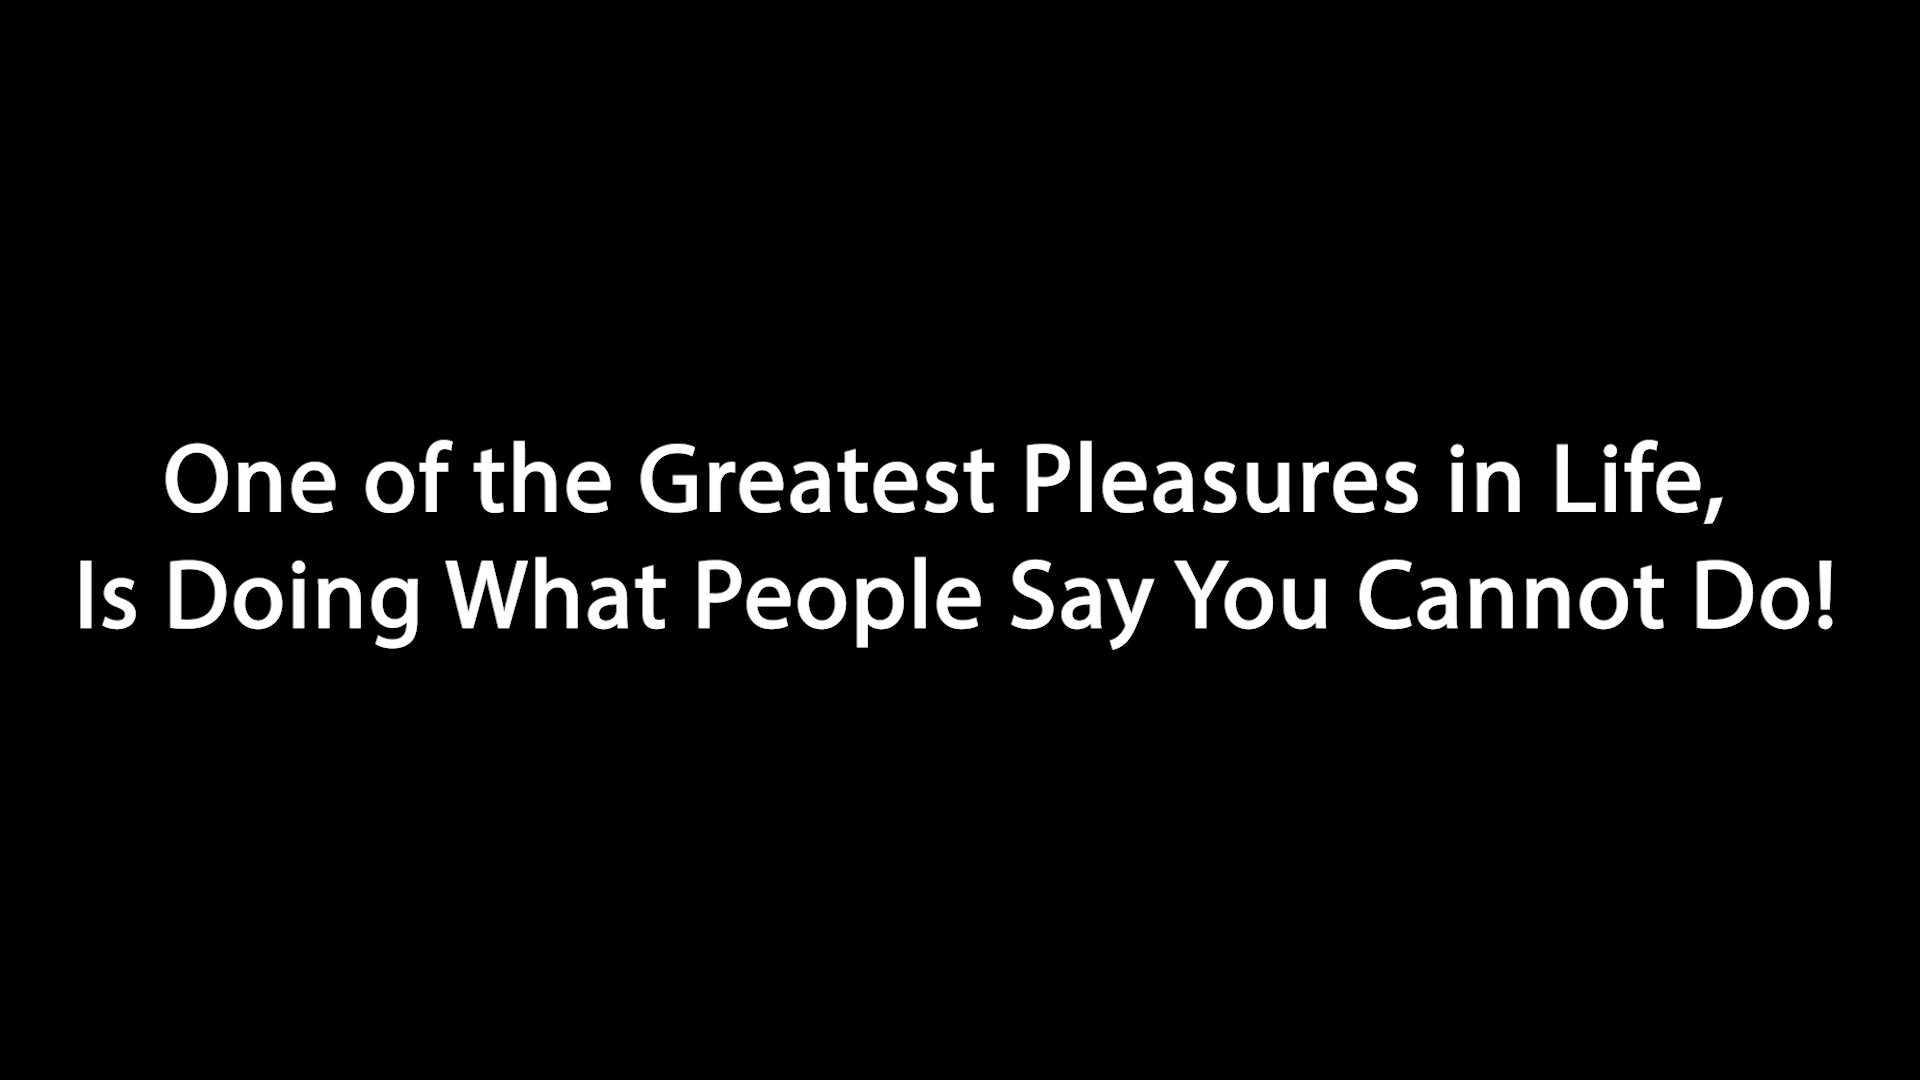 One of the Greatest Pleasures in Life,
Is Doing What People Say You Cannot Do!